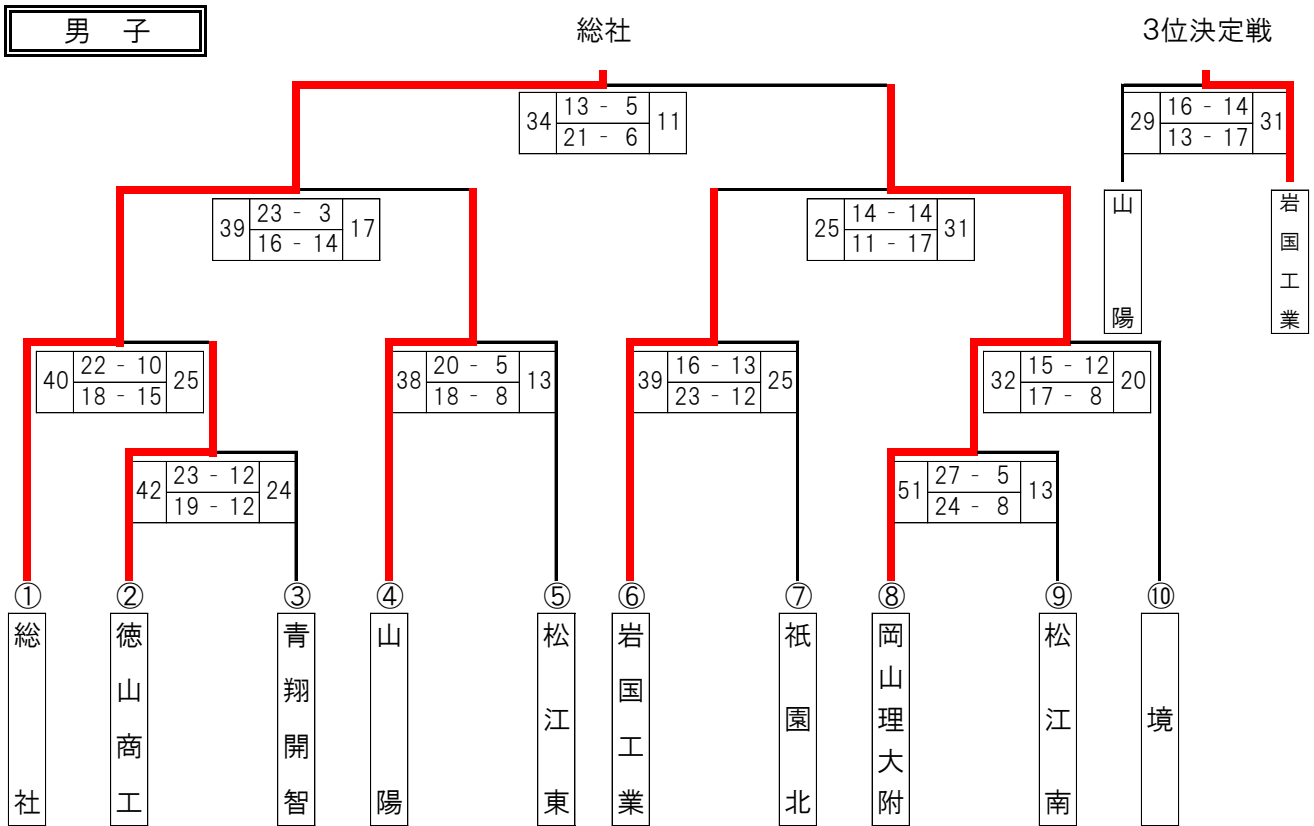 男 子
総社
3位決定戦
34 13 - 5 11
21 - 6
29 16 - 14 31
13 - 17
山陽
岩国工業
39 23 - 3 17
16 - 14
25 14 - 14 31
11 - 17
40 22 - 10 25
18 - 15
38 20 - 5 13
18 - 8
39 16 - 13 25
23 - 12
32 15 - 12 20
17 - 8
42 23 - 12 24
19 - 12
51 27 - 5 13
24 - 8
① ② ③ ④ ⑤ ⑥ ⑦ ⑧ ⑨ ⑩
総社
徳山商工
青翔開智
山陽
松江東
岩国工業
祇園北
岡山理大附
松江南
境